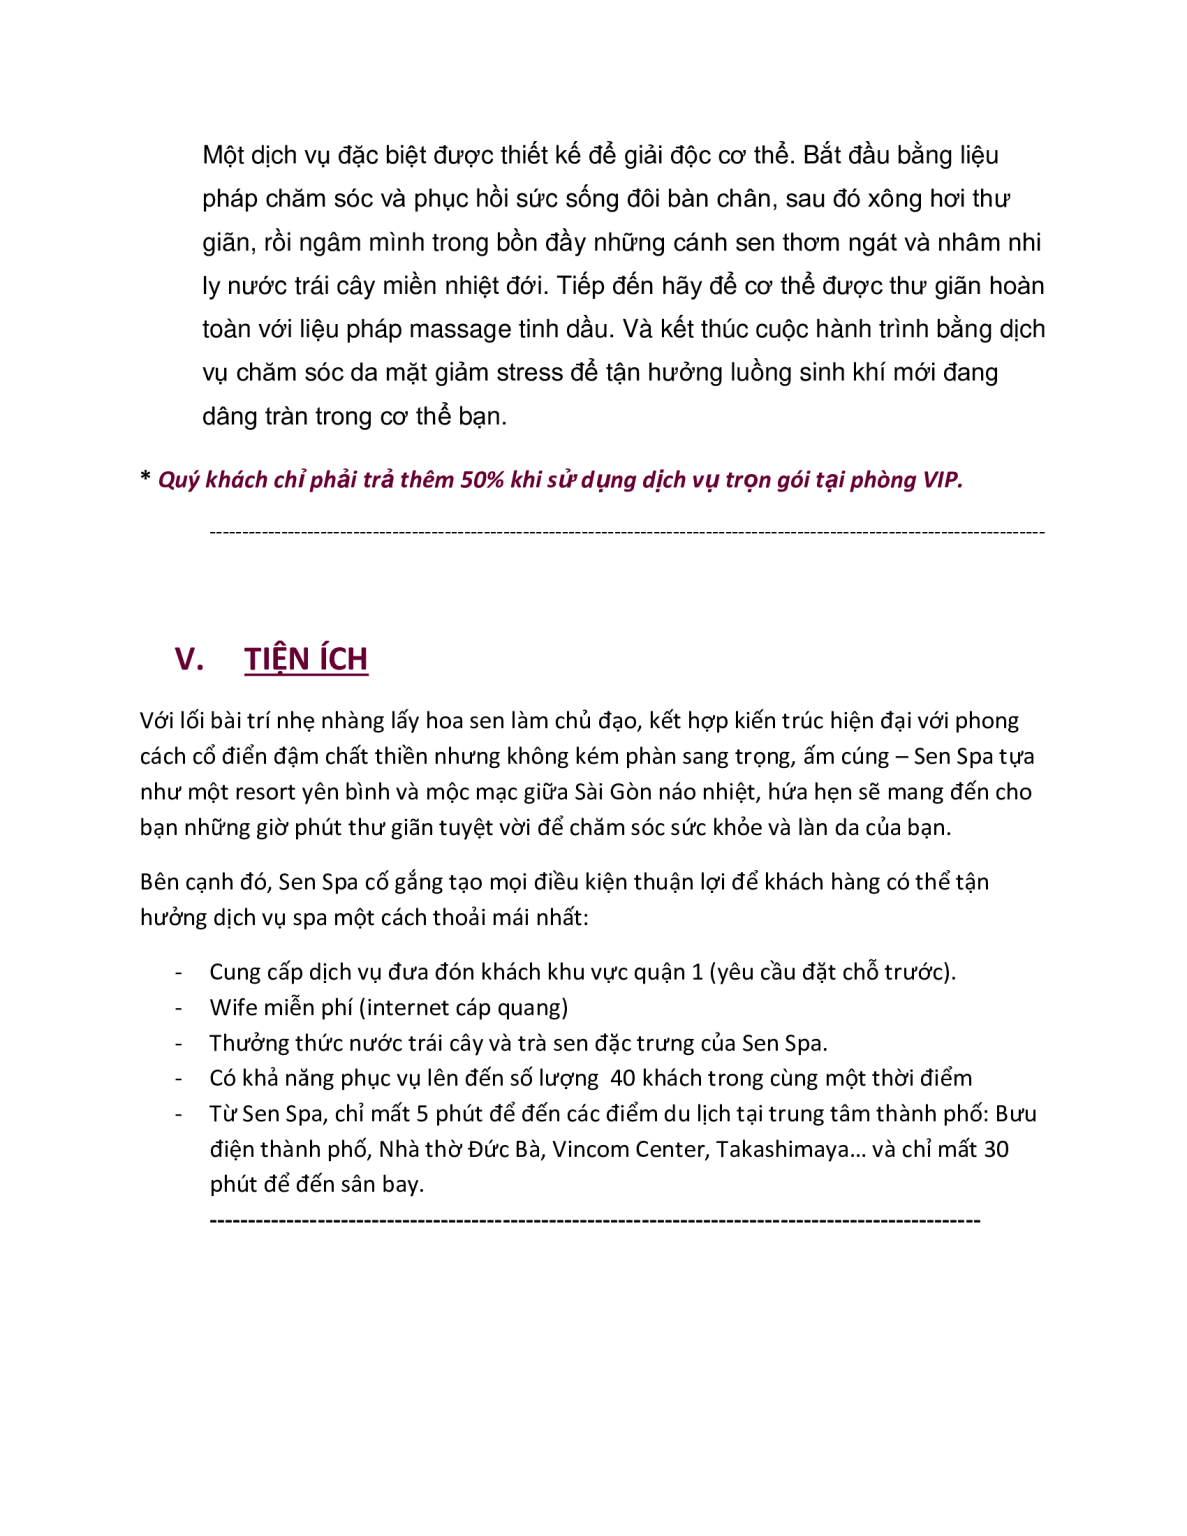 Một dịch vụ đặc biệt được thiết kế để giải độc cơ thể. Bắt đầu bằng liệu
pháp chăm sóc và phục hồi sức sống đôi bàn chân, sau đó xông hơi thư
giãn, rồi ngâm mình trong bồn đầy những cánh sen thơm ngát và nhâm nhi
ly nước trái cây miền nhiệt đới. Tiếp đến hãy để cơ thể được thư giãn hoàn
toàn với liệu pháp massage tinh dầu. Và kết thúc cuộc hành trình bằng dịch
vụ chăm sóc da mặt giảm stress để tận hưởng luồng sinh khí mới đang
dâng tràn trong cơ thể bạn.
* Quý khách chỉ phải trả thêm 50% khi sử dụng dịch vụ trọn gói tại phòng VIP.
V. TIỆN ÍCH
Với lối bài trí nhẹ nhàng lấy hoa sen làm chủ đạo, kết hợp kiến trúc hiện đại với phong
cách cổ điển đậm chất thiền nhưng không kém phàn sang trọng, ấm cúng – Sen Spa tựa
như một resort yên bình và mộc mạc giữa Sài Gòn náo nhiệt, hứa hẹn sẽ mang đến cho
bạn những giờ phút thư giãn tuyệt vời để chăm sóc sức khỏe và làn da của bạn.
Bên cạnh đó, Sen Spa cố gắng tạo mọi điều kiện thuận lợi để khách hàng có thể tận
hưởng dịch vụ spa một cách thoải mái nhất:
- Cung cấp dịch vụ đưa đón khách khu vực quận 1 (yêu cầu đặt chỗ trước).
- Wife miễn phí (internet cáp quang)
- Thưởng thức nước trái cây và trà sen đặc trưng của Sen Spa.
- Có khả năng phục vụ lên đến số lượng 40 khách trong cùng một thời điểm
- Từ Sen Spa, chỉ mất 5 phút để đến các điểm du lịch tại trung tâm thành phố: Bưu
điện thành phố, Nhà thờ Đức Bà, Vincom Center, Takashimaya... và chỉ mất 30
phút để đến sân bay.